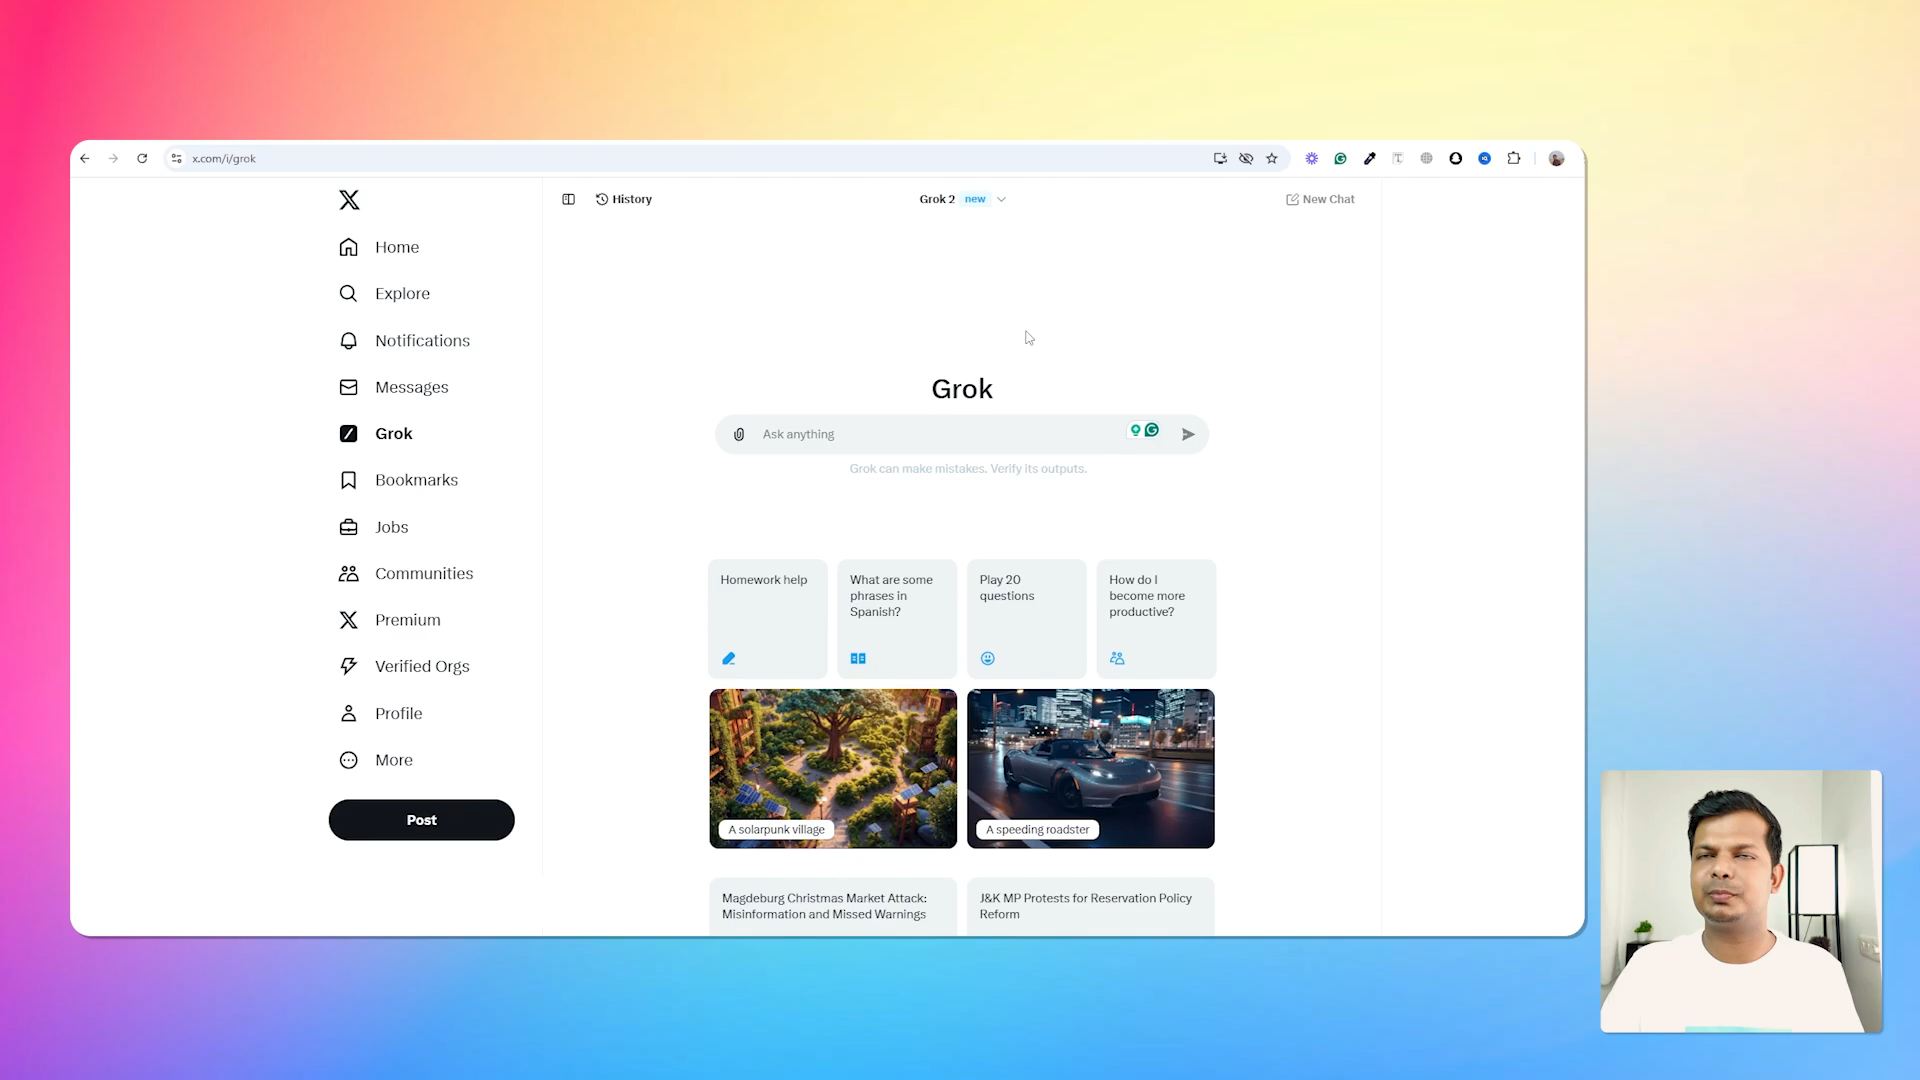 x.com/i/grok
History
Grok 2 new
New Chat
Home
Explore
Notifications
Messages
Grok
Bookmarks
Jobs
Communities
Premium
Verified Orgs
Profile
More
Post
Grok
Ask anything
Grok can make mistakes. Verify its outputs.
Homework help
What are some
phrases in
Spanish?
Play 20
questions
How do I
become more
productive?
A solarpunk village
A speeding roadster
Magdeburg Christmas Market Attack:
Misinformation and Missed Warnings
J&K MP Protests for Reservation Policy
Reform